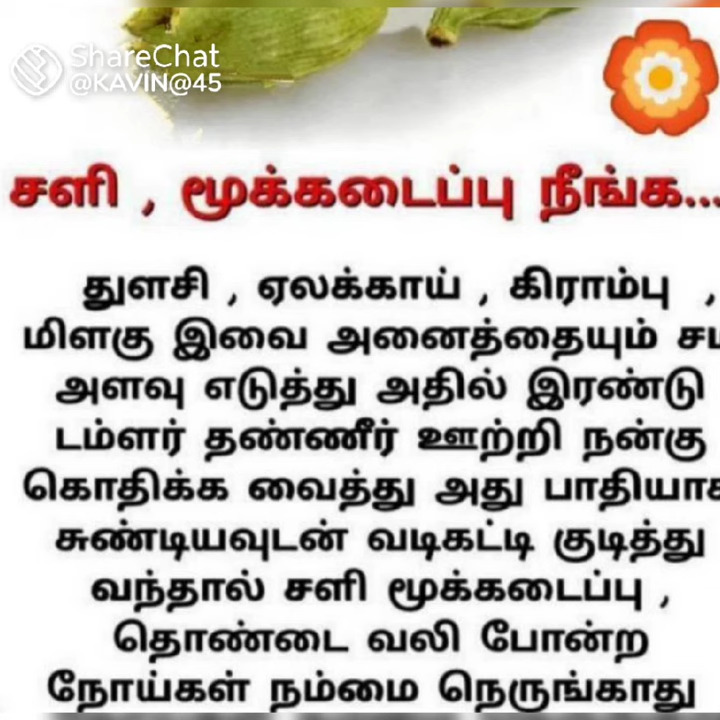 ShareChat
@KAVIN@45
சளி , மூக்கடைப்பு நீங்க...
துளசி , ஏலக்காய் , கிராம்பு ,
மிளகு இவை அனைத்தையும்
அளவு எடுத்து அதில் இரண்டு
டம்ளர் தண்ணீர் ஊற்றி நன்கு
கொதிக்க வைத்து அது
சுண்டியவுடன் வடிகட்டி குடித்து
வந்தால் சளி மூக்கடைப்பு ,
தொண்டை வலி போன்ற
நோய்கள் நம்மை நெருங்காது